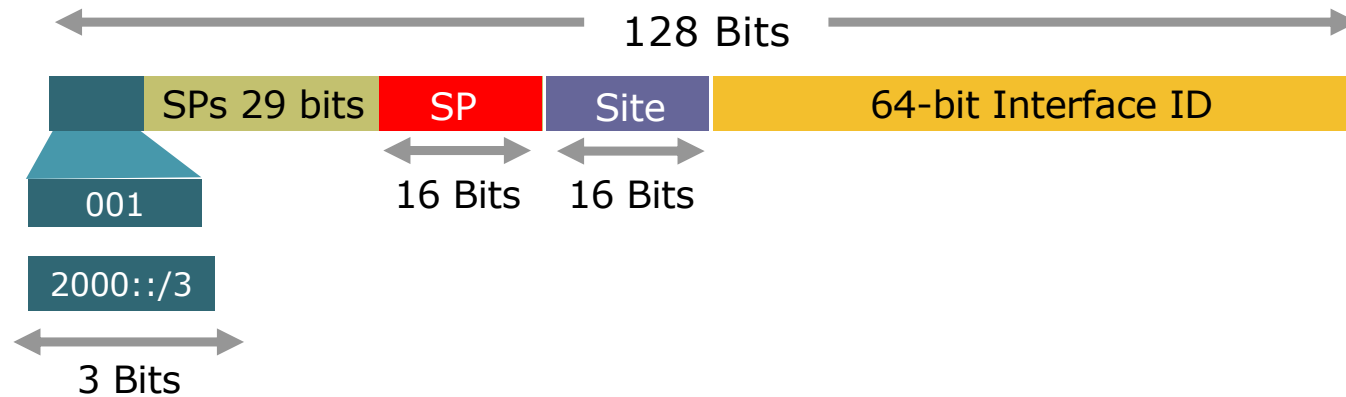 128 Bits
SPs 29 bits SP Site 64-bit Interface ID
16 Bits 16 Bits
001
2000::/3
3 Bits